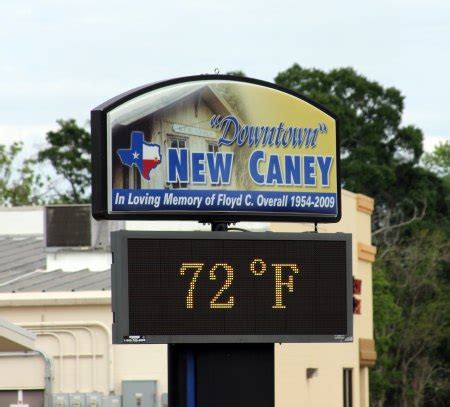 "Downtown"
NEW CANEY
In Loving Memory of Floyd C. Overall 1954-2009
72°F